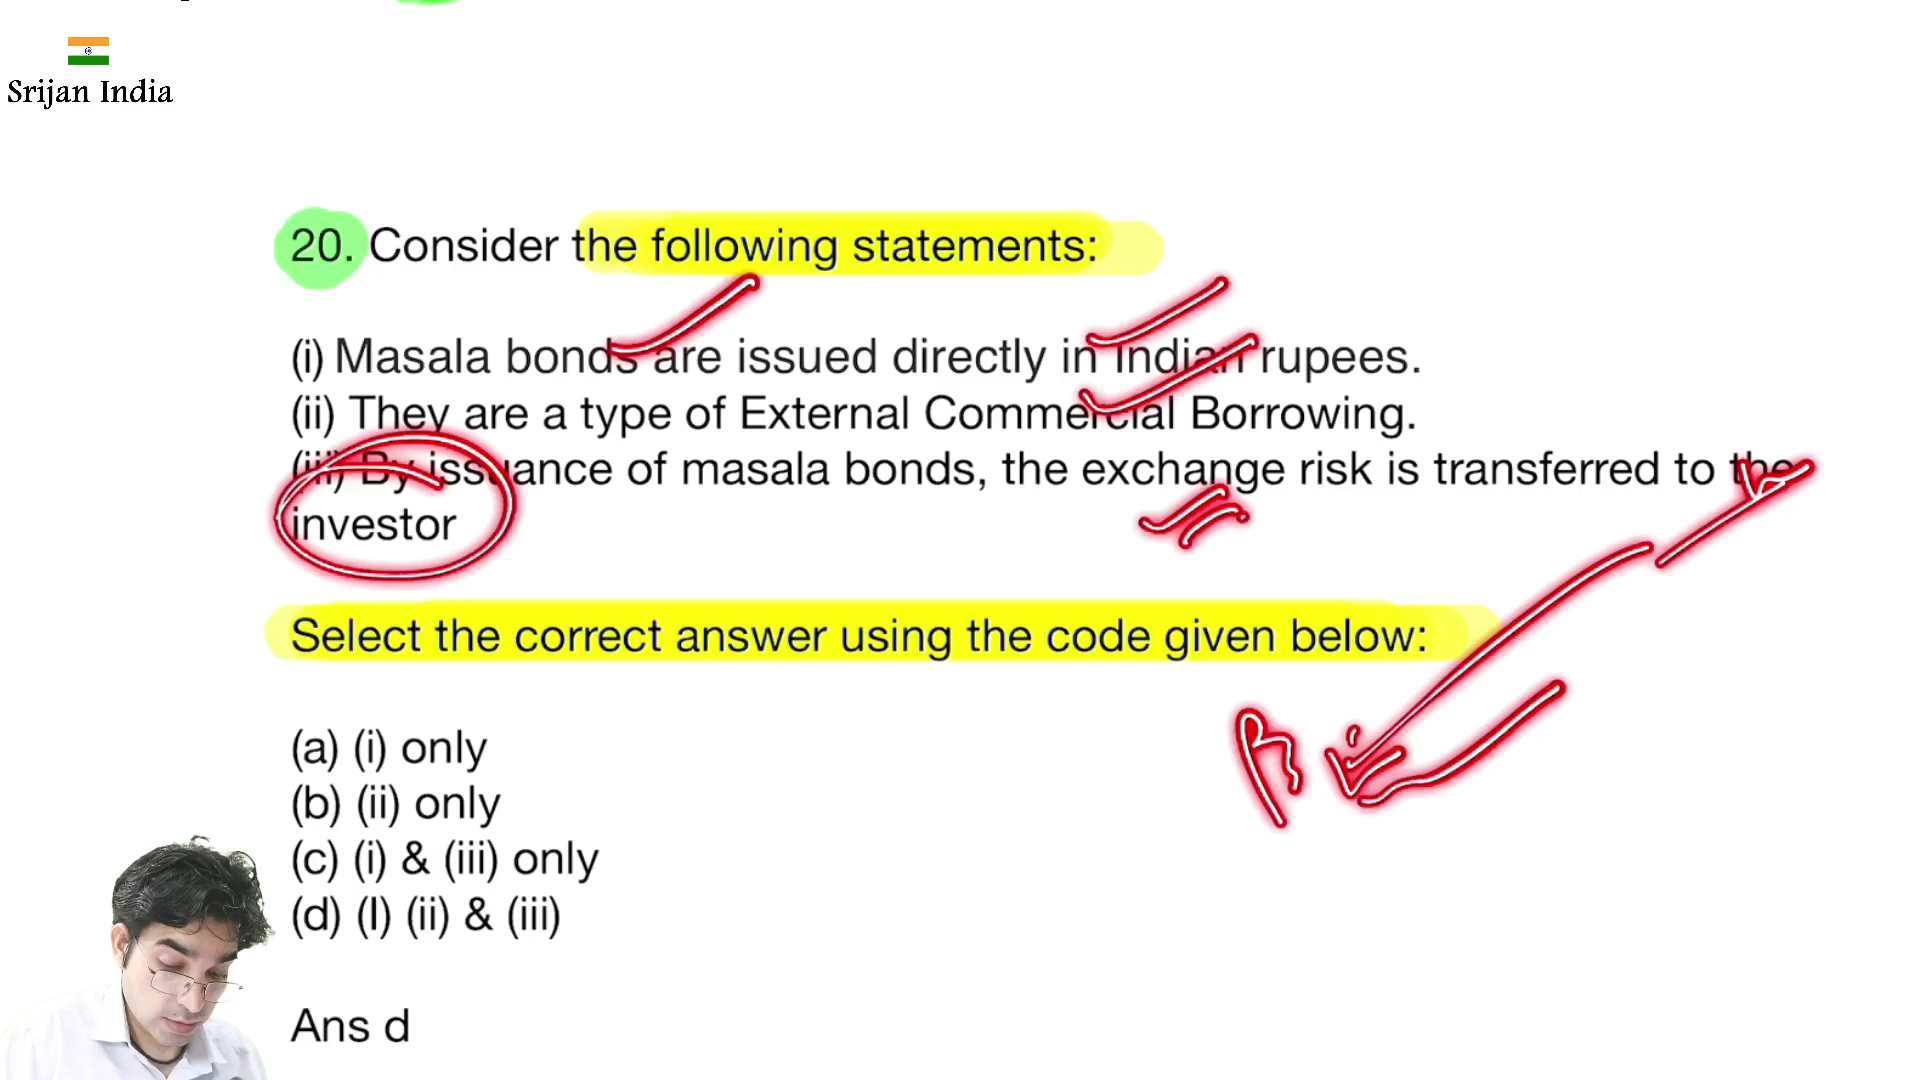 Srijan India
20. Consider the following statements:
(i) Masala bonds are issued directly in Indian rupees.
(ii) They are a type of External Commercial Borrowing.
(iii) By issuance of masala bonds, the exchange risk is transferred to the
investor
Select the correct answer using the code given below:
(a) (i) only
(b) (ii) only
(c) (i) & (iii) only
(d) (I) (ii) & (iii)
Ans d